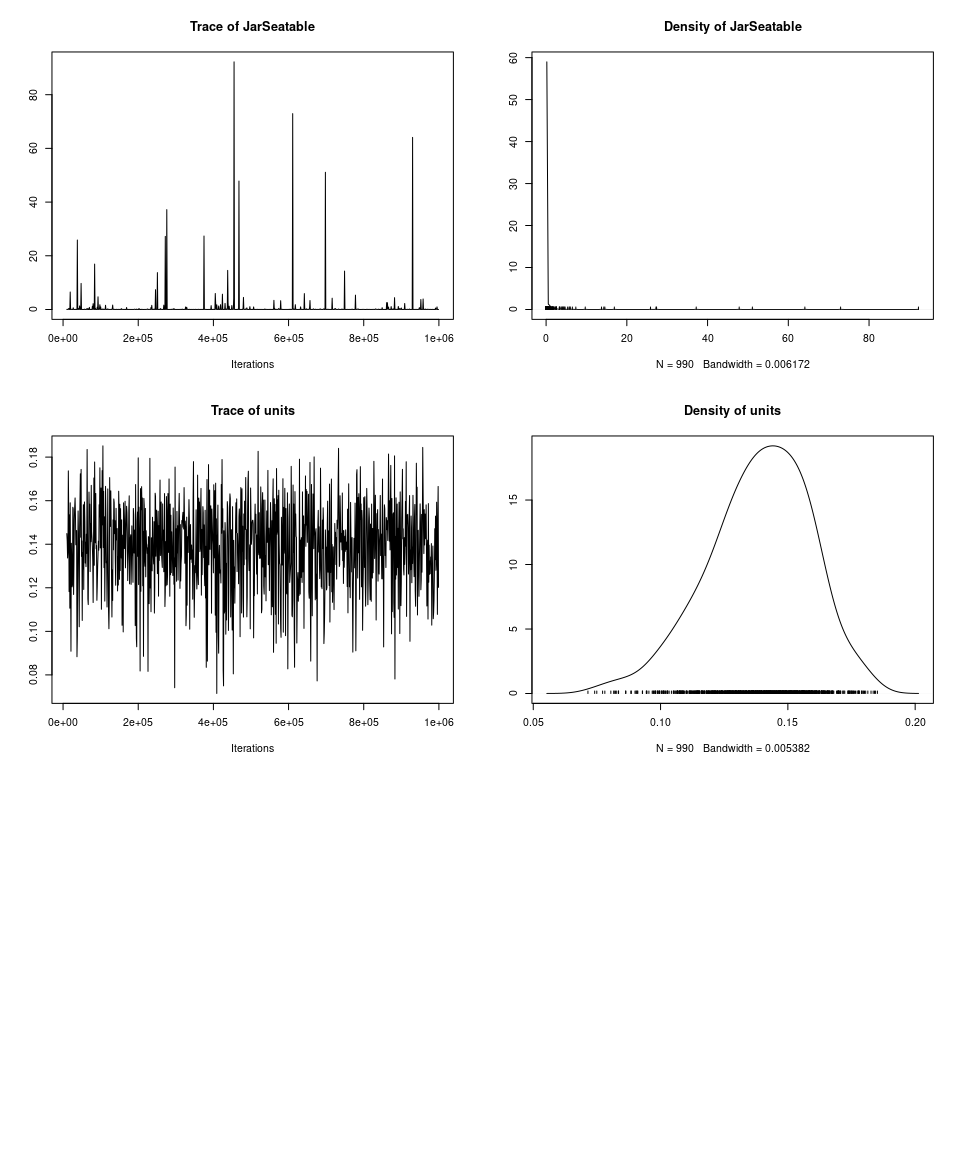 Trace of JarSeatable
80
60
40
20
0
0e+00 2e+05 4e+05 6e+05 8e+05 1e+06
Iterations
Density of JarSeatable
60
50
40
30
20
10
0
0 20 40 60 80
N = 990 Bandwidth = 0.006172
Trace of units
0.18
0.16
0.14
0.12
0.10
0.08
0e+00 2e+05 4e+05 6e+05 8e+05 1e+06
Iterations
Density of units
15
10
5
0
0.05 0.10 0.15 0.20
N = 990 Bandwidth = 0.005382